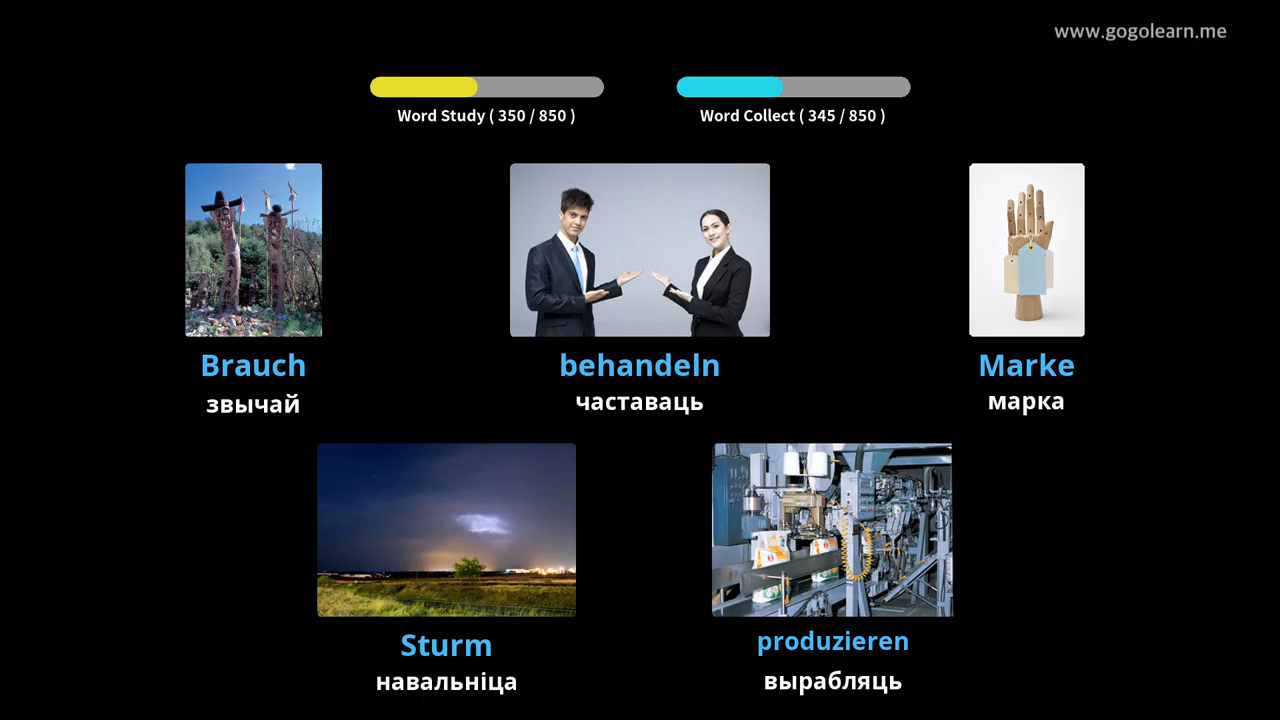 www.gogolearn.me
Word Study ( 350 / 850 )
Word Collect ( 345 / 850 )
Brauch
звычай
behandeln
частаваць
Marke
марка
Sturm
навальніца
produzieren
вырабляць